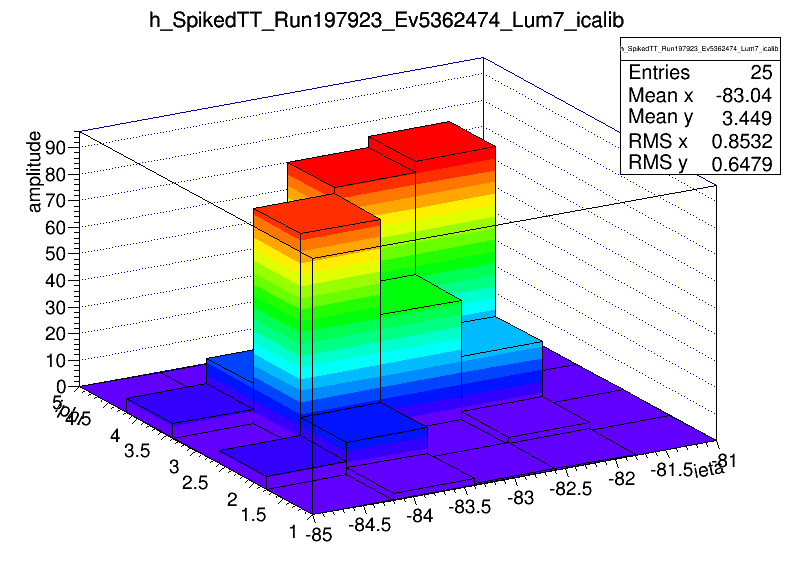 h_SpikedTT_Run197923_Ev5362474_Lum7_icalib
h_SpikedTT_Run197923_Ev5362474_Lum7_icalib
Entries 25
Mean x -83.04
Mean y 3.449
RMS x 0.8532
RMS y 0.6479
amplitude
90
80
70
60
50
40
30
20
10
0
5
4.5
4
3.5
3
2.5
2
1.5
1
iphi
-85
-84.5
-84
-83.5
-83
-82.5
-82
-81.5
-81
ieta